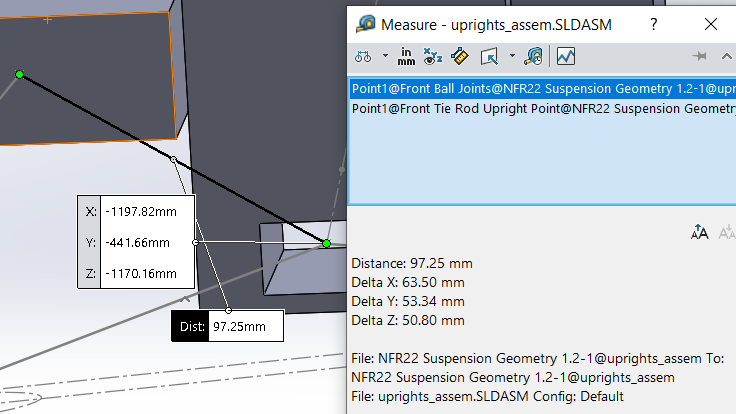 Measure - uprights_assem.SLDASM
?
in
mm
Point1@Front Ball Joints@NFR22 Suspension Geometry 1.2-1@upr
Point1@Front Tie Rod Upright Point@NFR22 Suspension Geometr
X: -1197.82mm
Y: -441.66mm
Z: -1170.16mm
Dist: 97.25mm
Distance: 97.25 mm
Delta X: 63.50 mm
Delta Y: 53.34 mm
Delta Z: 50.80 mm
File: NFR22 Suspension Geometry 1.2-1@uprights_assem To:
NFR22 Suspension Geometry 1.2-1@uprights_assem
File: uprights_assem.SLDASM Config: Default